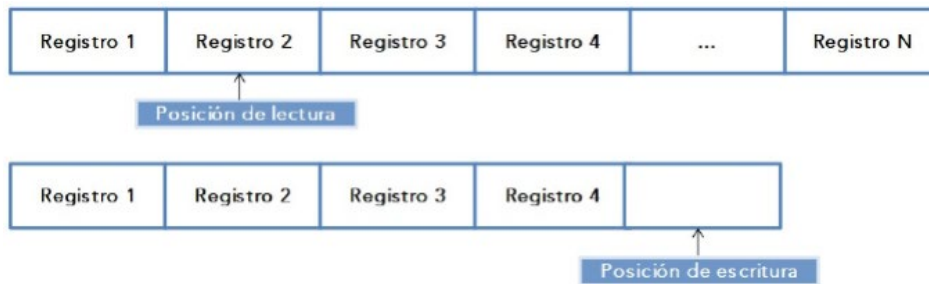 Registro 1 Registro 2 Registro 3 Registro 4 ... Registro N
Posición de lectura
Registro 1 Registro 2 Registro 3 Registro 4
Posición de escritura